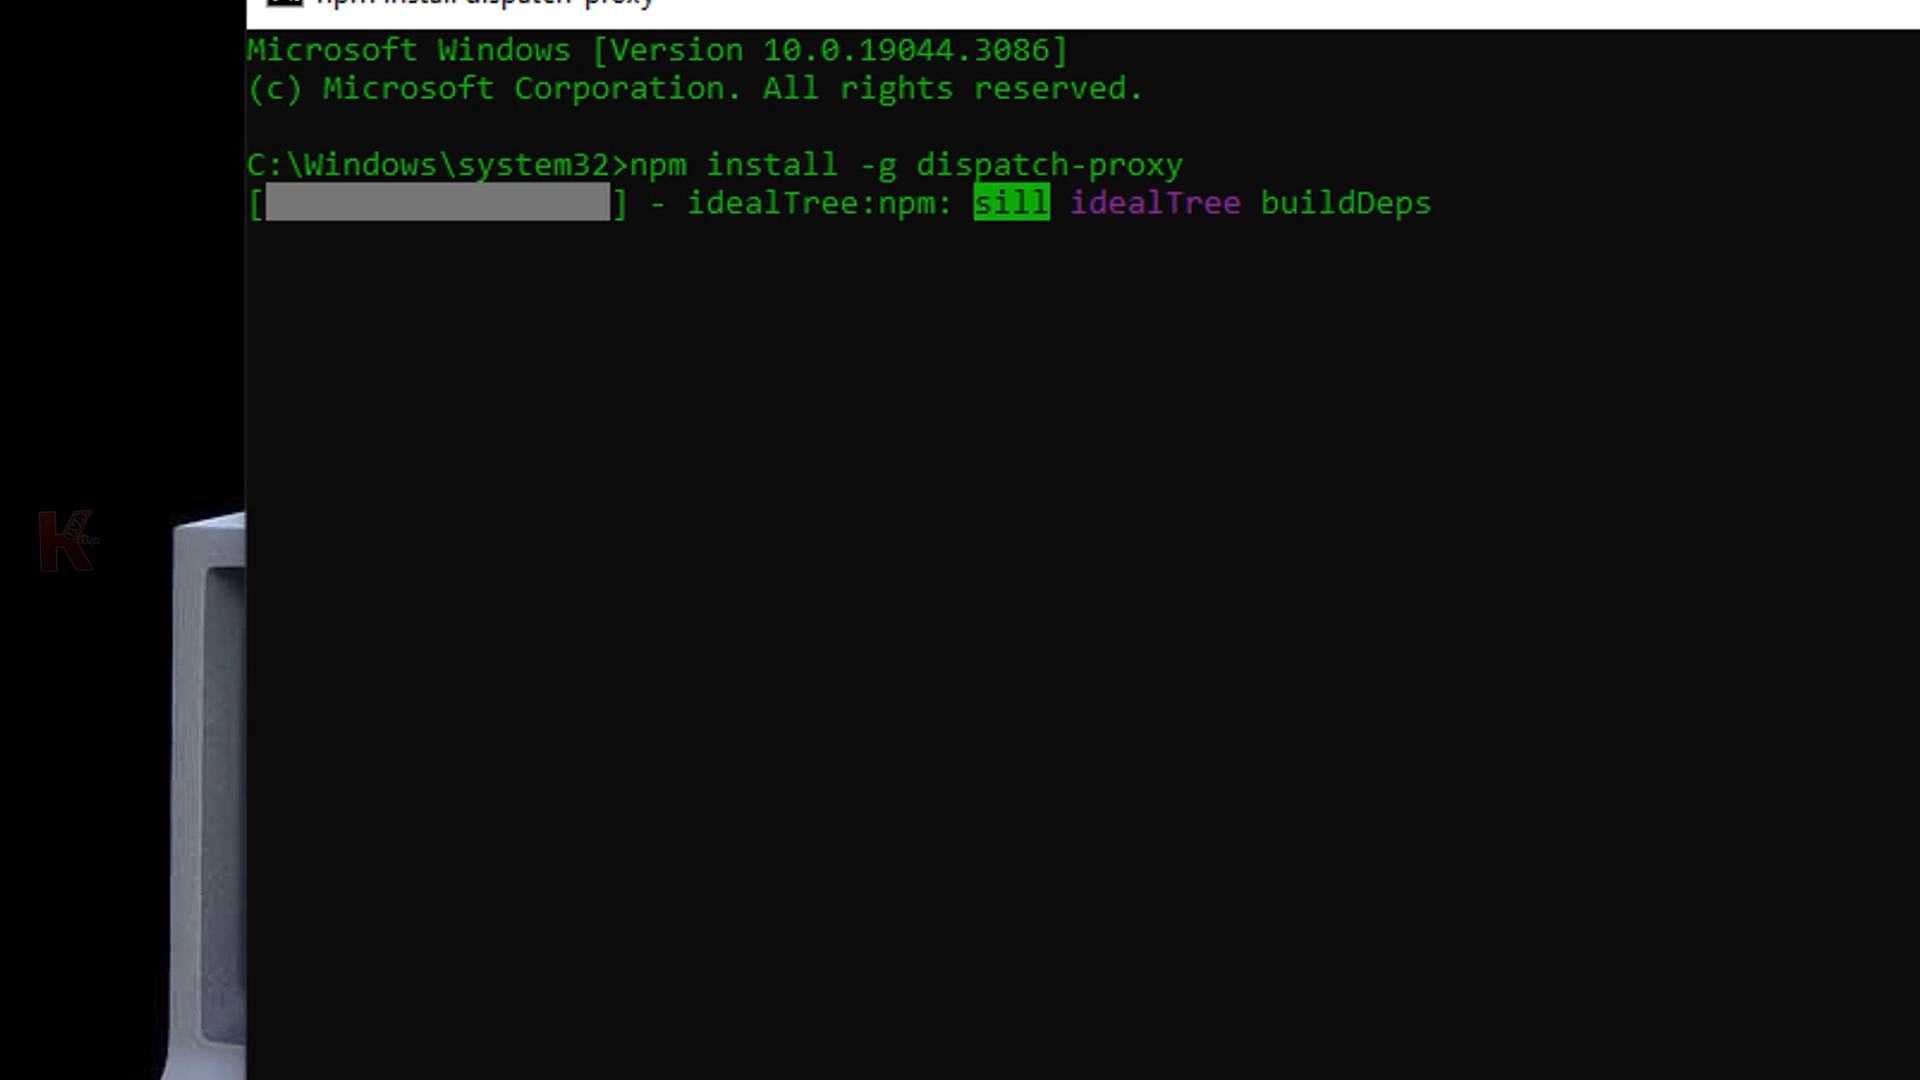 npm install dispatch-proxy
Microsoft Windows [Version 10.0.19044.3086]
(c) Microsoft Corporation. All rights reserved.
C:\Windows\system32>npm install -g dispatch-proxy
[ ] - idealTree:npm: sill idealTree buildDeps
K